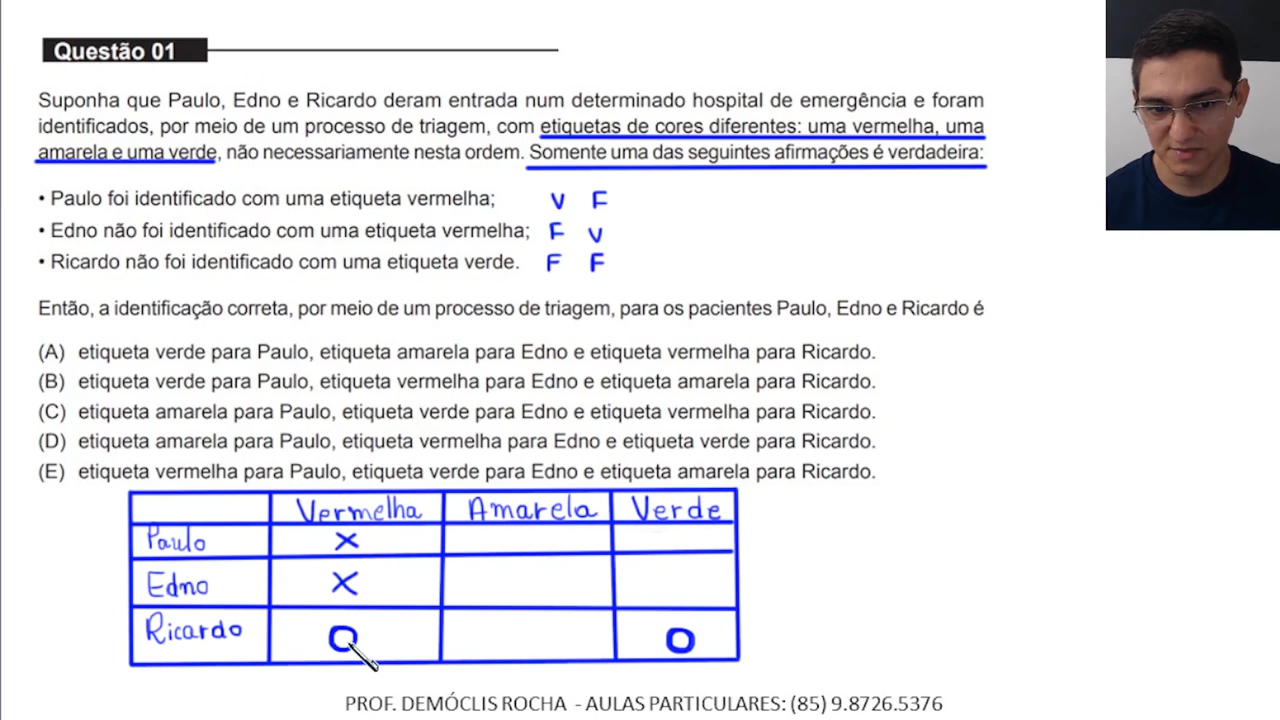 Questão 01
Suponha que Paulo, Edno e Ricardo deram entrada num determinado hospital de emergência e foram
identificados, por meio de um processo de triagem, com etiquetas de cores diferentes: uma vermelha, uma
amarela e uma verde, não necessariamente nesta ordem. Somente uma das seguintes afirmações é verdadeira:
• Paulo foi identificado com uma etiqueta vermelha; V F
• Edno não foi identificado com uma etiqueta vermelha; F V
• Ricardo não foi identificado com uma etiqueta verde. F F
Então, a identificação correta, por meio de um processo de triagem, para os pacientes Paulo, Edno e Ricardo é
(A) etiqueta verde para Paulo, etiqueta amarela para Edno e etiqueta vermelha para Ricardo.
(B) etiqueta verde para Paulo, etiqueta vermelha para Edno e etiqueta amarela para Ricardo.
(C) etiqueta amarela para Paulo, etiqueta verde para Edno e etiqueta vermelha para Ricardo.
(D) etiqueta amarela para Paulo, etiqueta vermelha para Edno e etiqueta verde para Ricardo.
(E) etiqueta vermelha para Paulo, etiqueta verde para Edno e etiqueta amarela para Ricardo.
Vermelha Amarela Verde
Paulo X
Edno X
Ricardo O O
PROF. DEMÓCLIS ROCHA - AULAS PARTICULARES: (85) 9.8726.5376